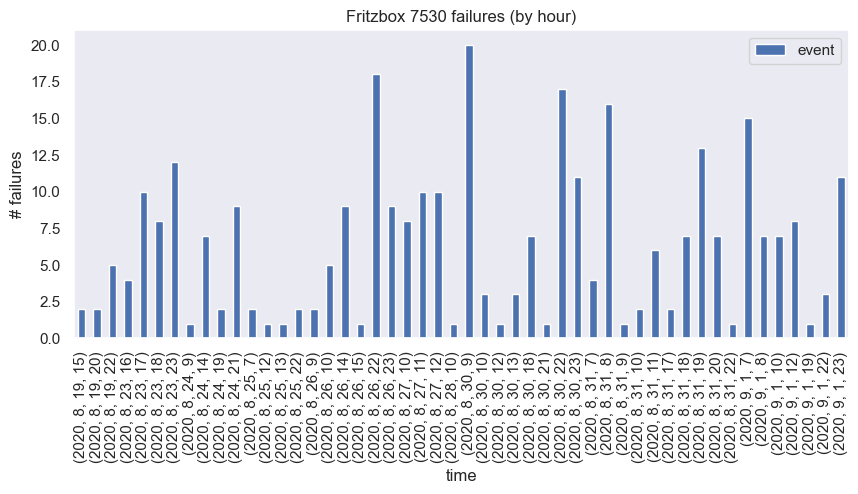 Fritzbox 7530 failures (by hour)
event
# failures
20.0
17.5
15.0
12.5
10.0
7.5
5.0
2.5
0.0
(2020, 8, 19, 15)
(2020, 8, 19, 20)
(2020, 8, 19, 22)
(2020, 8, 23, 16)
(2020, 8, 23, 17)
(2020, 8, 23, 18)
(2020, 8, 23, 23)
(2020, 8, 24, 9)
(2020, 8, 24, 14)
(2020, 8, 24, 19)
(2020, 8, 24, 21)
(2020, 8, 25, 7)
(2020, 8, 25, 12)
(2020, 8, 25, 13)
(2020, 8, 25, 22)
(2020, 8, 26, 9)
(2020, 8, 26, 10)
(2020, 8, 26, 14)
(2020, 8, 26, 15)
(2020, 8, 26, 22)
(2020, 8, 26, 23)
(2020, 8, 27, 10)
(2020, 8, 27, 11)
(2020, 8, 27, 12)
(2020, 8, 28, 10)
(2020, 8, 30, 9)
(2020, 8, 30, 10)
(2020, 8, 30, 12)
(2020, 8, 30, 13)
(2020, 8, 30, 18)
(2020, 8, 30, 21)
(2020, 8, 30, 22)
(2020, 8, 30, 23)
(2020, 8, 31, 7)
(2020, 8, 31, 8)
(2020, 8, 31, 9)
(2020, 8, 31, 10)
(2020, 8, 31, 11)
(2020, 8, 31, 17)
(2020, 8, 31, 18)
(2020, 8, 31, 19)
(2020, 8, 31, 20)
(2020, 8, 31, 22)
(2020, 9, 1, 7)
(2020, 9, 1, 8)
(2020, 9, 1, 10)
(2020, 9, 1, 12)
(2020, 9, 1, 19)
(2020, 9, 1, 22)
(2020, 9, 1, 23)
time